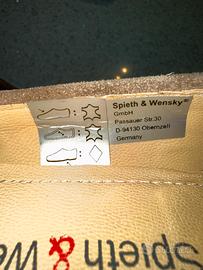 Spieth & Wensky®
GmbH
Passauer Str.30
D-94130 Obernzell
Germany
Spieth & We